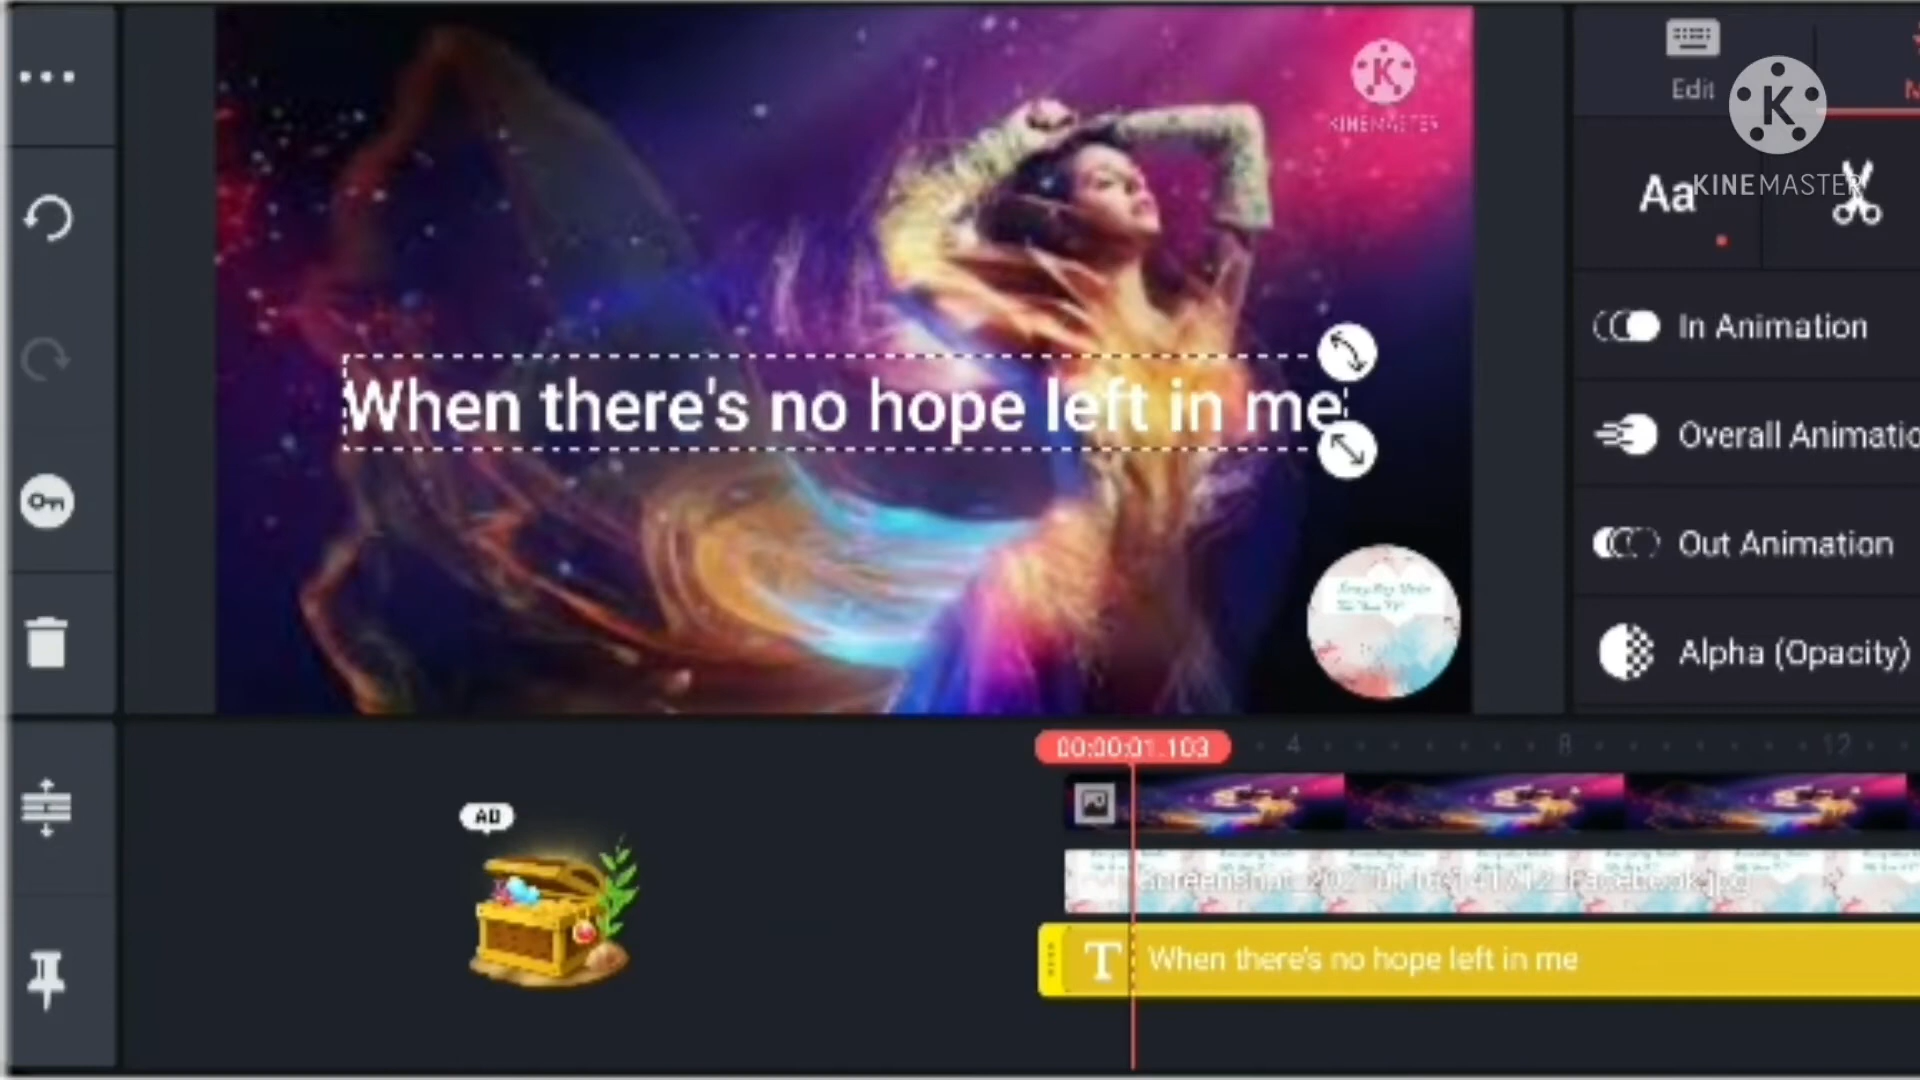 KINEMASTER
Edit
KINEMASTER
Aa
When there's no hope left in me
In Animation
Overall Animatio
Out Animation
Alpha (Opacity)
00:00:01.103
4
8
12
AD
When there's no hope left in me